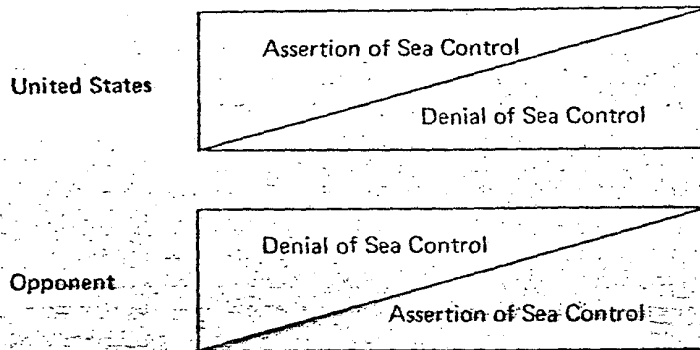 Assertion of Sea Control
United States
Denial of Sea Control
Denial of Sea Control
Opponent
Assertion of Sea Control